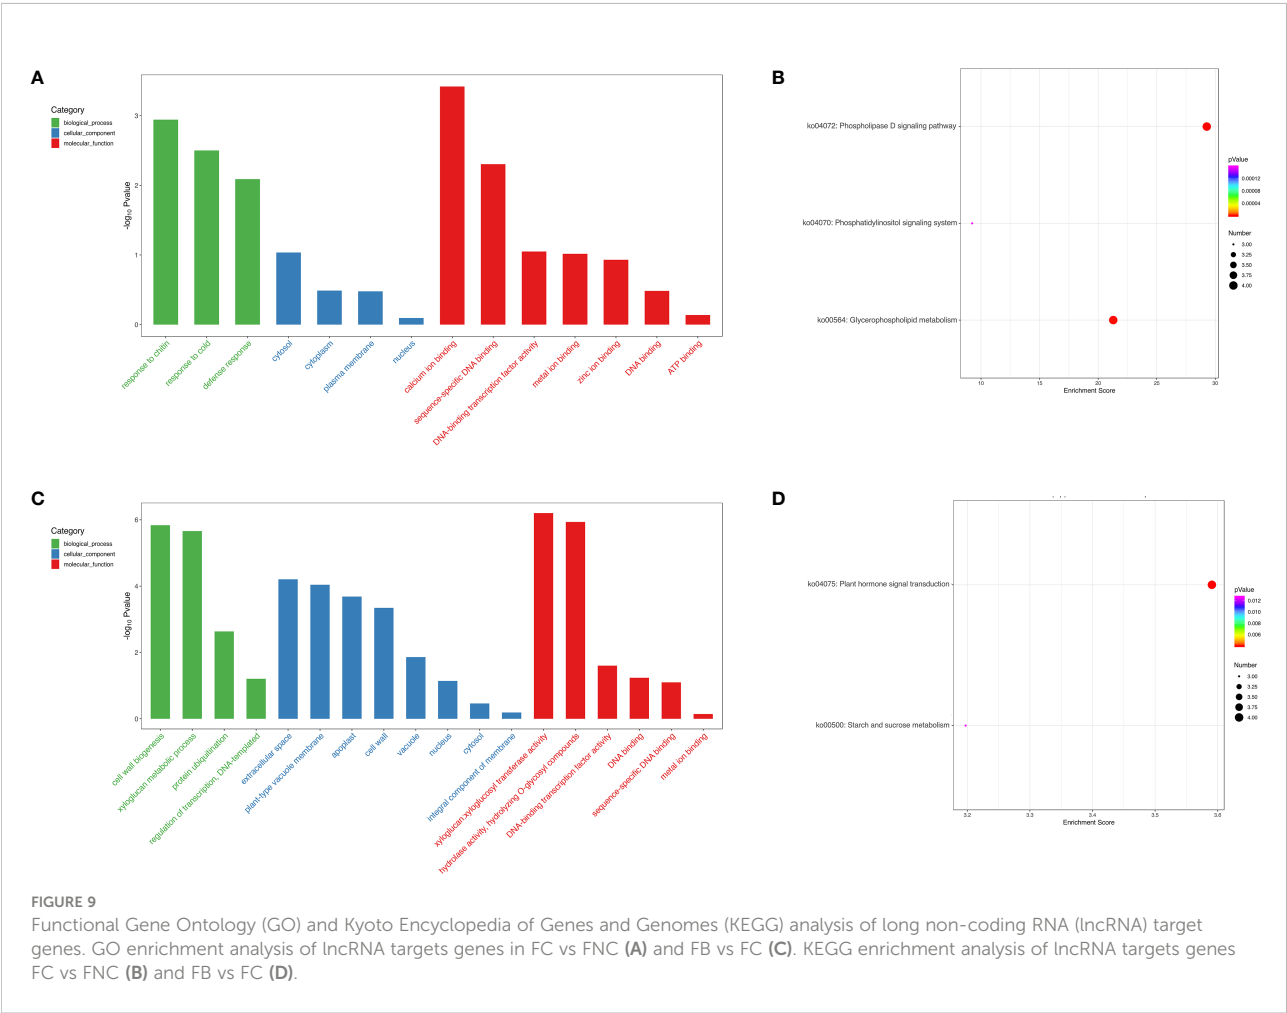 A
Category
biological_process
cellular_component
molecular_function
-log10 Pvalue
3
2
1
0
response to chitin
response to cold
defense response
cytosol
cytoplasm
plasma membrane
nucleus
calcium ion binding
sequence-specific DNA binding
DNA-binding transcription factor activity
metal ion binding
zinc ion binding
DNA binding
ATP binding
B
ko04072: Phospholipase D signaling pathway
ko04070: Phosphatidylinositol signaling system
ko00564: Glycerophospholipid metabolism
10 15 20 25 30
Enrichment Score
pValue
0.00012
0.00008
0.00004
Number
3.00
3.25
3.50
3.75
4.00
C
Category
biological_process
cellular_component
molecular_function
-log10 Pvalue
6
4
2
0
cell wall biogenesis
xyloglucan metabolic process
protein ubiquitination
regulation of transcription, DNA-templated
extracellular space
plant-type vacuole membrane
apoplast
cell wall
vacuole
nucleus
cytosol
integral component of membrane
xyloglucan:xyloglucosyl transferase activity
hydrolase activity, hydrolyzing O-glycosyl compounds
DNA-binding transcription factor activity
DNA binding
sequence-specific DNA binding
metal ion binding
D
ko04075: Plant hormone signal transduction
ko00500: Starch and sucrose metabolism
3.2 3.3 3.4 3.5 3.6
Enrichment Score
pValue
0.012
0.010
0.008
0.006
Number
3.00
3.25
3.50
3.75
4.00
FIGURE 9
Functional Gene Ontology (GO) and Kyoto Encyclopedia of Genes and Genomes (KEGG) analysis of long non-coding RNA (lncRNA) target
genes. GO enrichment analysis of lncRNA targets genes in FC vs FNC (A) and FB vs FC (C). KEGG enrichment analysis of lncRNA targets genes
FC vs FNC (B) and FB vs FC (D).